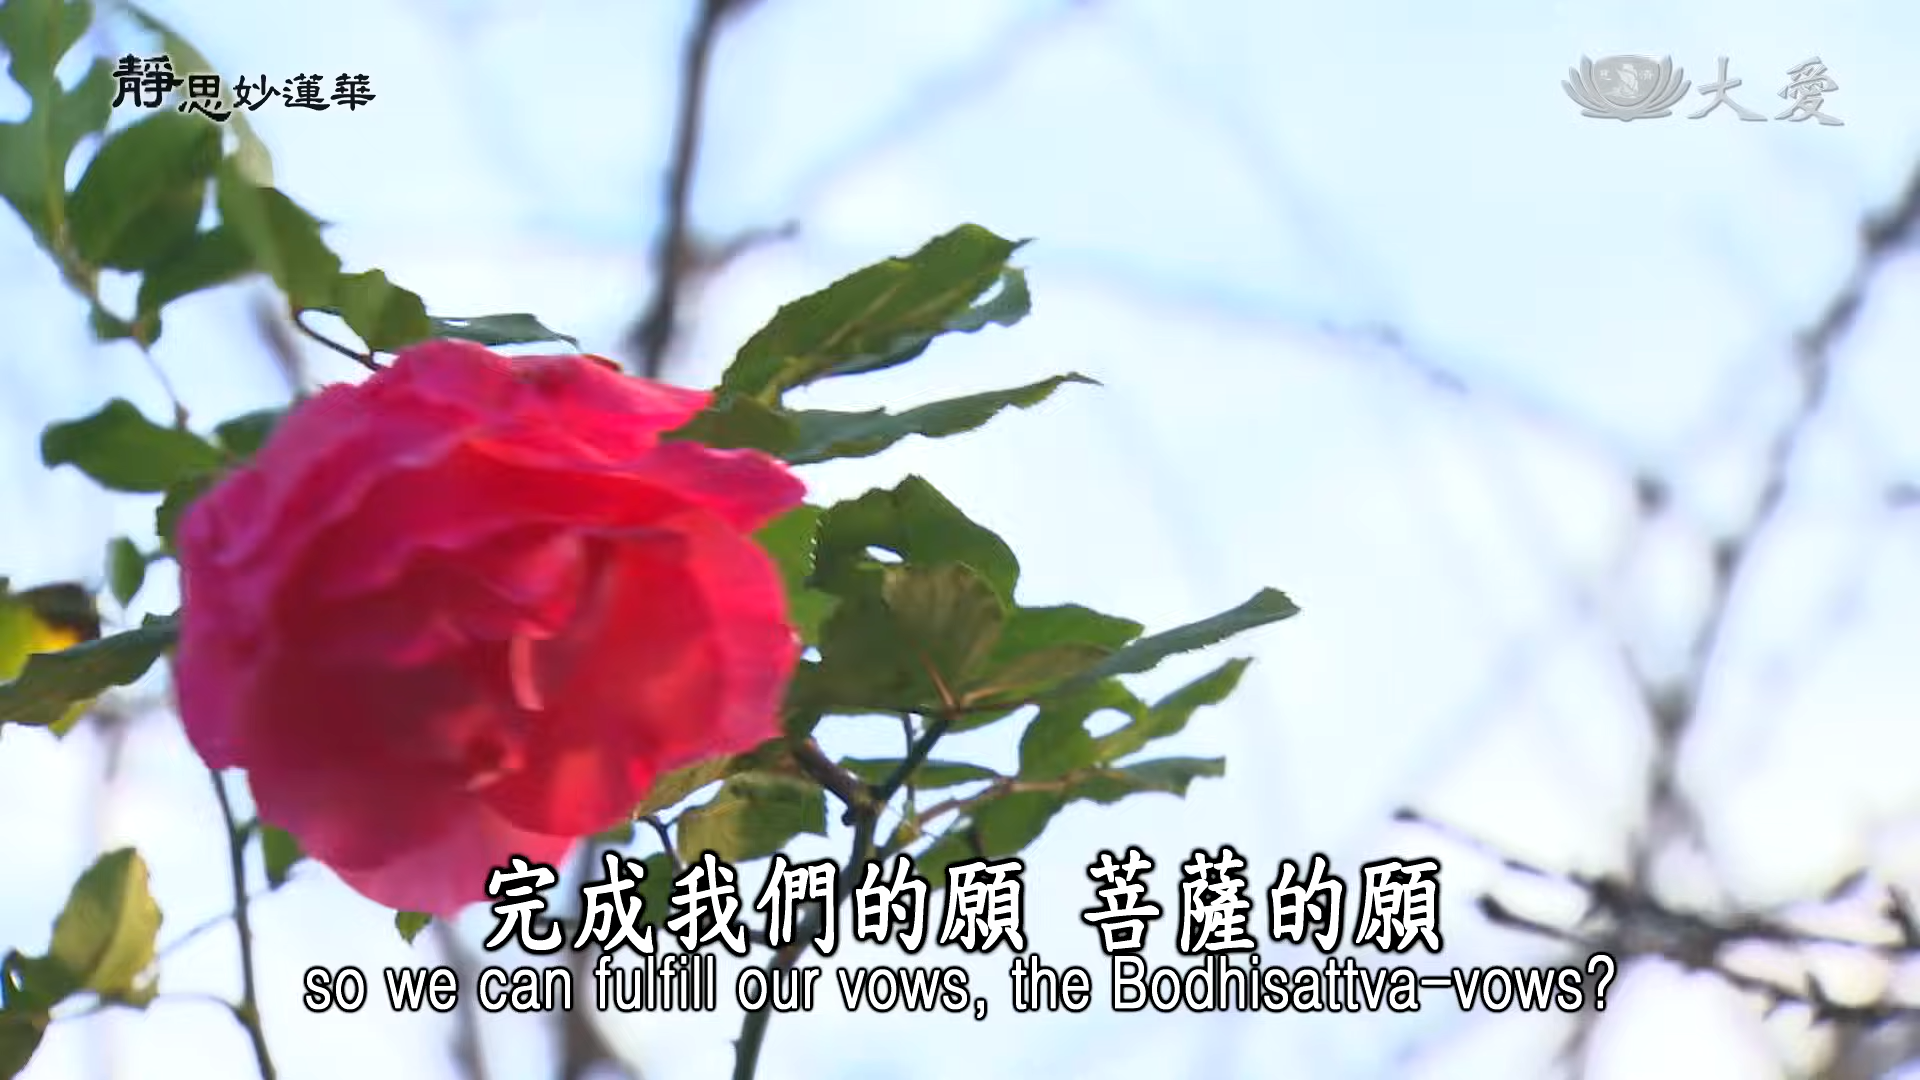 靜思妙蓮華
大愛
完成我們的願 菩薩的願
so we can fulfill our vows, the Bodhisattva-vows?